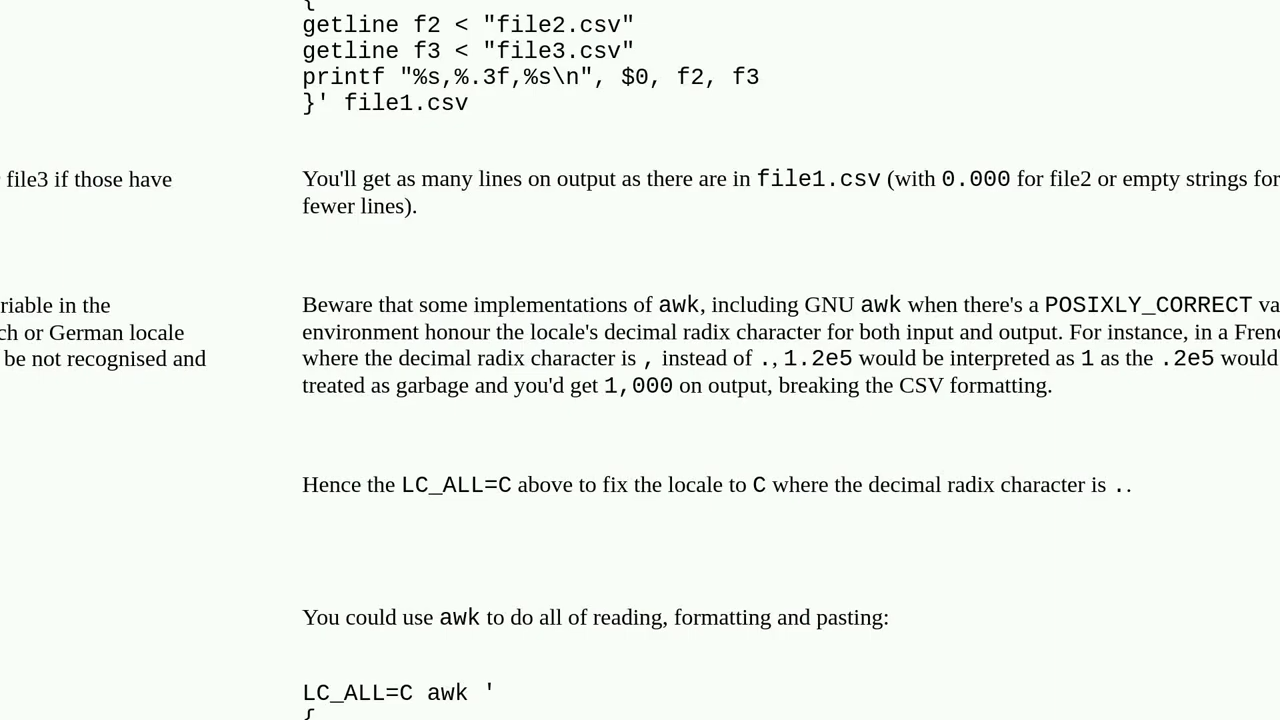 file3 if those have
riable in the
ch or German locale
be not recognised and
{
getline f2 < "file2.csv"
getline f3 < "file3.csv"
printf "%s,%.3f,%s\n", $0, f2, f3
}' file1.csv
You'll get as many lines on output as there are in file1.csv (with 0.000 for file2 or empty strings for
fewer lines).
Beware that some implementations of awk, including GNU awk when there's a POSIXLY_CORRECT va
environment honour the locale's decimal radix character for both input and output. For instance, in a Frenc
where the decimal radix character is , instead of ., 1.2e5 would be interpreted as 1 as the .2e5 would
treated as garbage and you'd get 1,000 on output, breaking the CSV formatting.
Hence the LC_ALL=C above to fix the locale to C where the decimal radix character is ..
You could use awk to do all of reading, formatting and pasting:
LC_ALL=C awk '
{